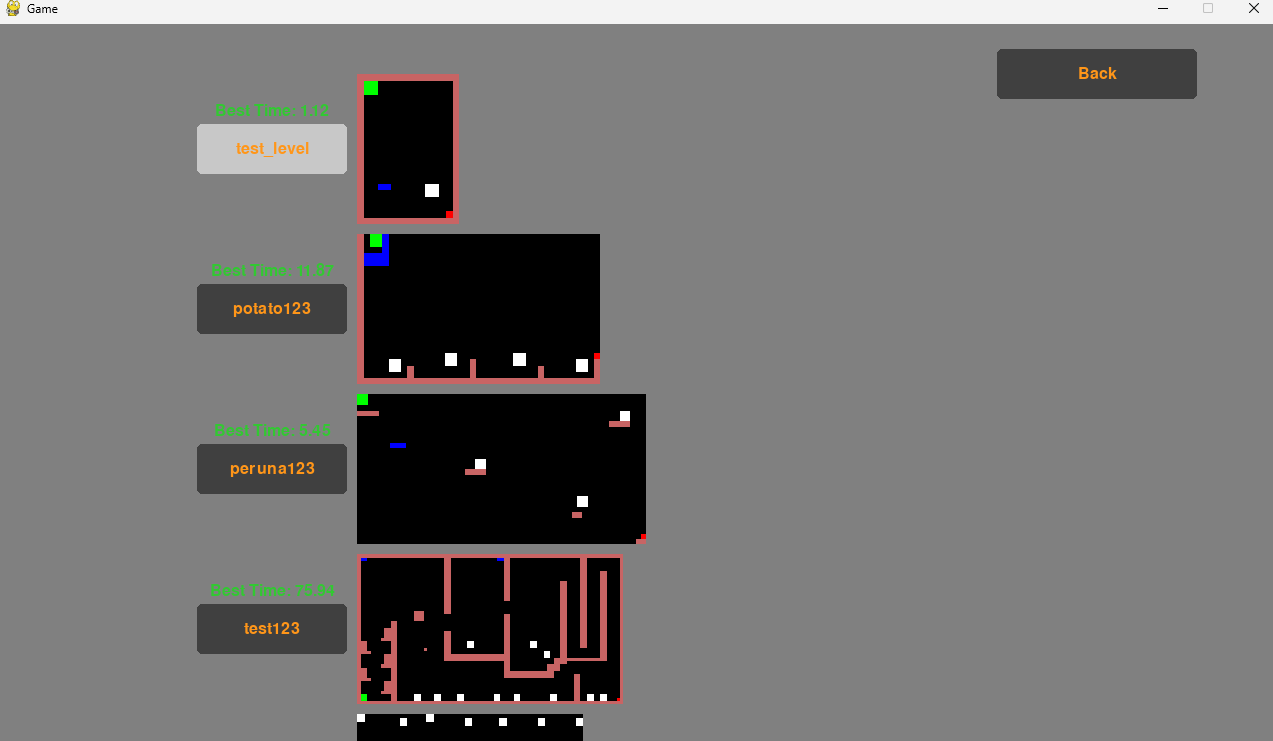 Game
Back
Best Time: 1.12
test_level
Best Time: 11.87
potato123
Best Time: 5.45
peruna123
Best Time: 75.94
test123